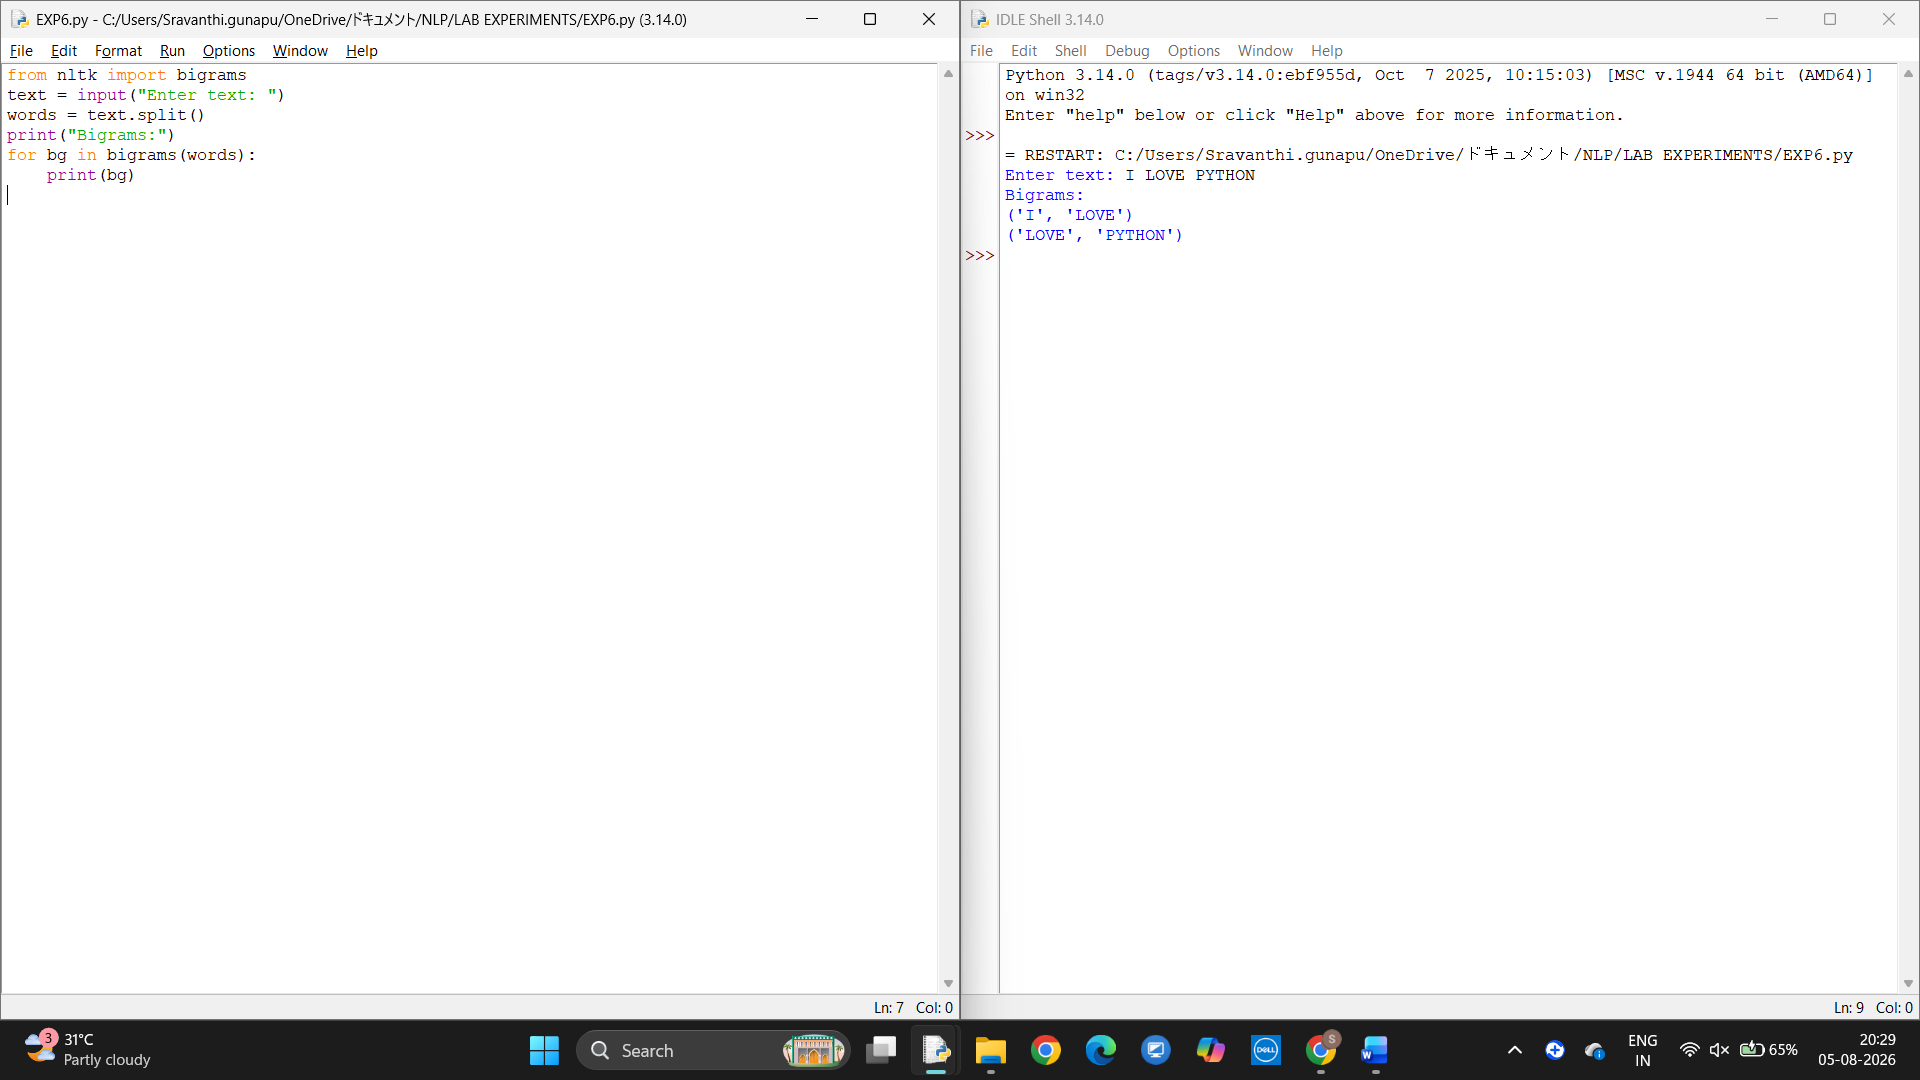 EXP6.py - C:/Users/Sravanthi.gunapu/OneDrive/ドキュメント/NLP/LAB EXPERIMENTS/EXP6.py (3.14.0)
File Edit Format Run Options Window Help
from nltk import bigrams
text = input("Enter text: ")
words = text.split()
print("Bigrams:")
for bg in bigrams(words):
    print(bg)
Ln: 7 Col: 0
IDLE Shell 3.14.0
File Edit Shell Debug Options Window Help
Python 3.14.0 (tags/v3.14.0:ebf955d, Oct  7 2025, 10:15:03) [MSC v.1944 64 bit (AMD64)]
on win32
Enter "help" below or click "Help" above for more information.
>>>
= RESTART: C:/Users/Sravanthi.gunapu/OneDrive/ドキュメント/NLP/LAB EXPERIMENTS/EXP6.py
Enter text: I LOVE PYTHON
Bigrams:
('I', 'LOVE')
('LOVE', 'PYTHON')
>>>
Ln: 9 Col: 0
3
31°C
Partly cloudy
Search
DELL
S
W
ENG
IN
65%
20:29
05-08-2026